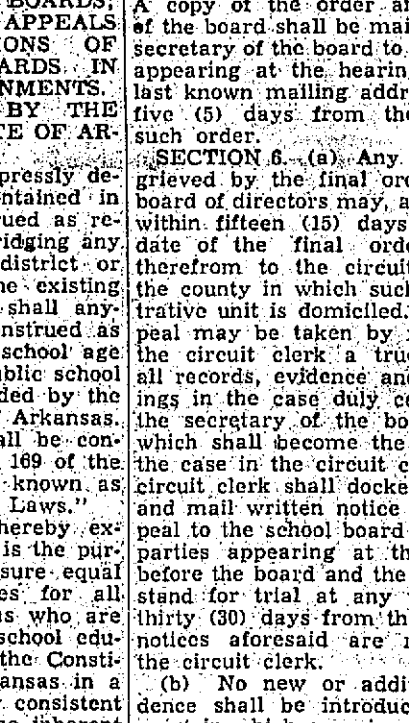 BOARDS;
APPEALS
IONS OF
ARDS IN
NMENTS.
BY THE
TE OF AR-
pressly de-
ntained in
rued as re-
ridging any
district or
he existing
shall any-
nstrued as
school age
ublic school
ded by the
Arkansas.
all be con-
169 of the
known as
Laws."
hereby ex-
is the pur-
sure equal
es for all
ns who are
school edu-
the Consti-
ansas in a
consistent
A copy of the order an
of the board shall be mai
secretary of the board to
appearing at the hearin
last known mailing addr
five (5) days from the
such order.
SECTION 6. (a) Any
grieved by the final ord
board of directors may, a
within fifteen (15) days
date of the final orde
therefrom to the circuit
the county in which suc
trative unit is domiciled.
peal may be taken by
the circuit clerk a true
all records, evidence and
ings in the case duly ce
the secretary of the bo
which shall become the
the case in the circuit c
circuit clerk shall docke
and mail written notice
peal to the school board
parties appearing at th
before the board and the
stand for trial at any
thirty (30) days from th
notices aforesaid are
the circuit clerk.
(b) No new or addi
dence shall be introduc